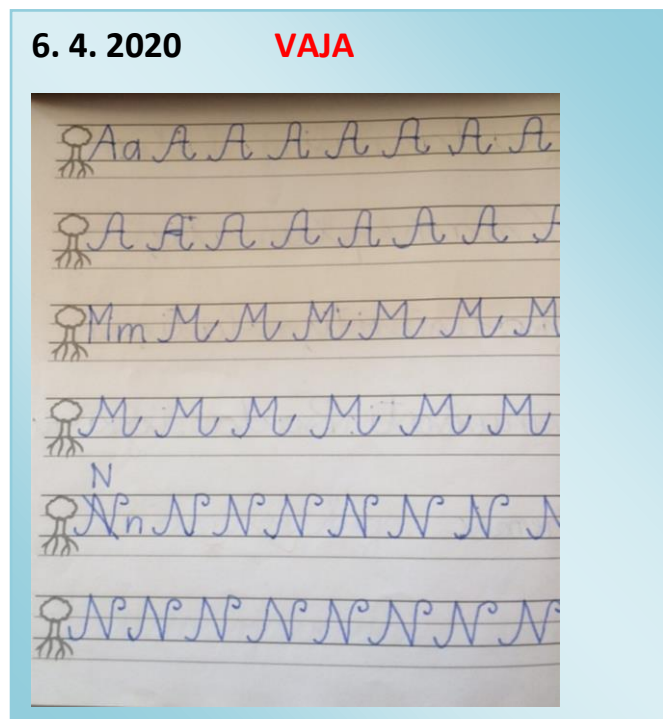 6. 4. 2020 VAJA
Aa A A A A A A A
A A A A A A A A
Mm M M M M M M
M M M M M M
N
Nn N N N N N N N
N N N N N N N N